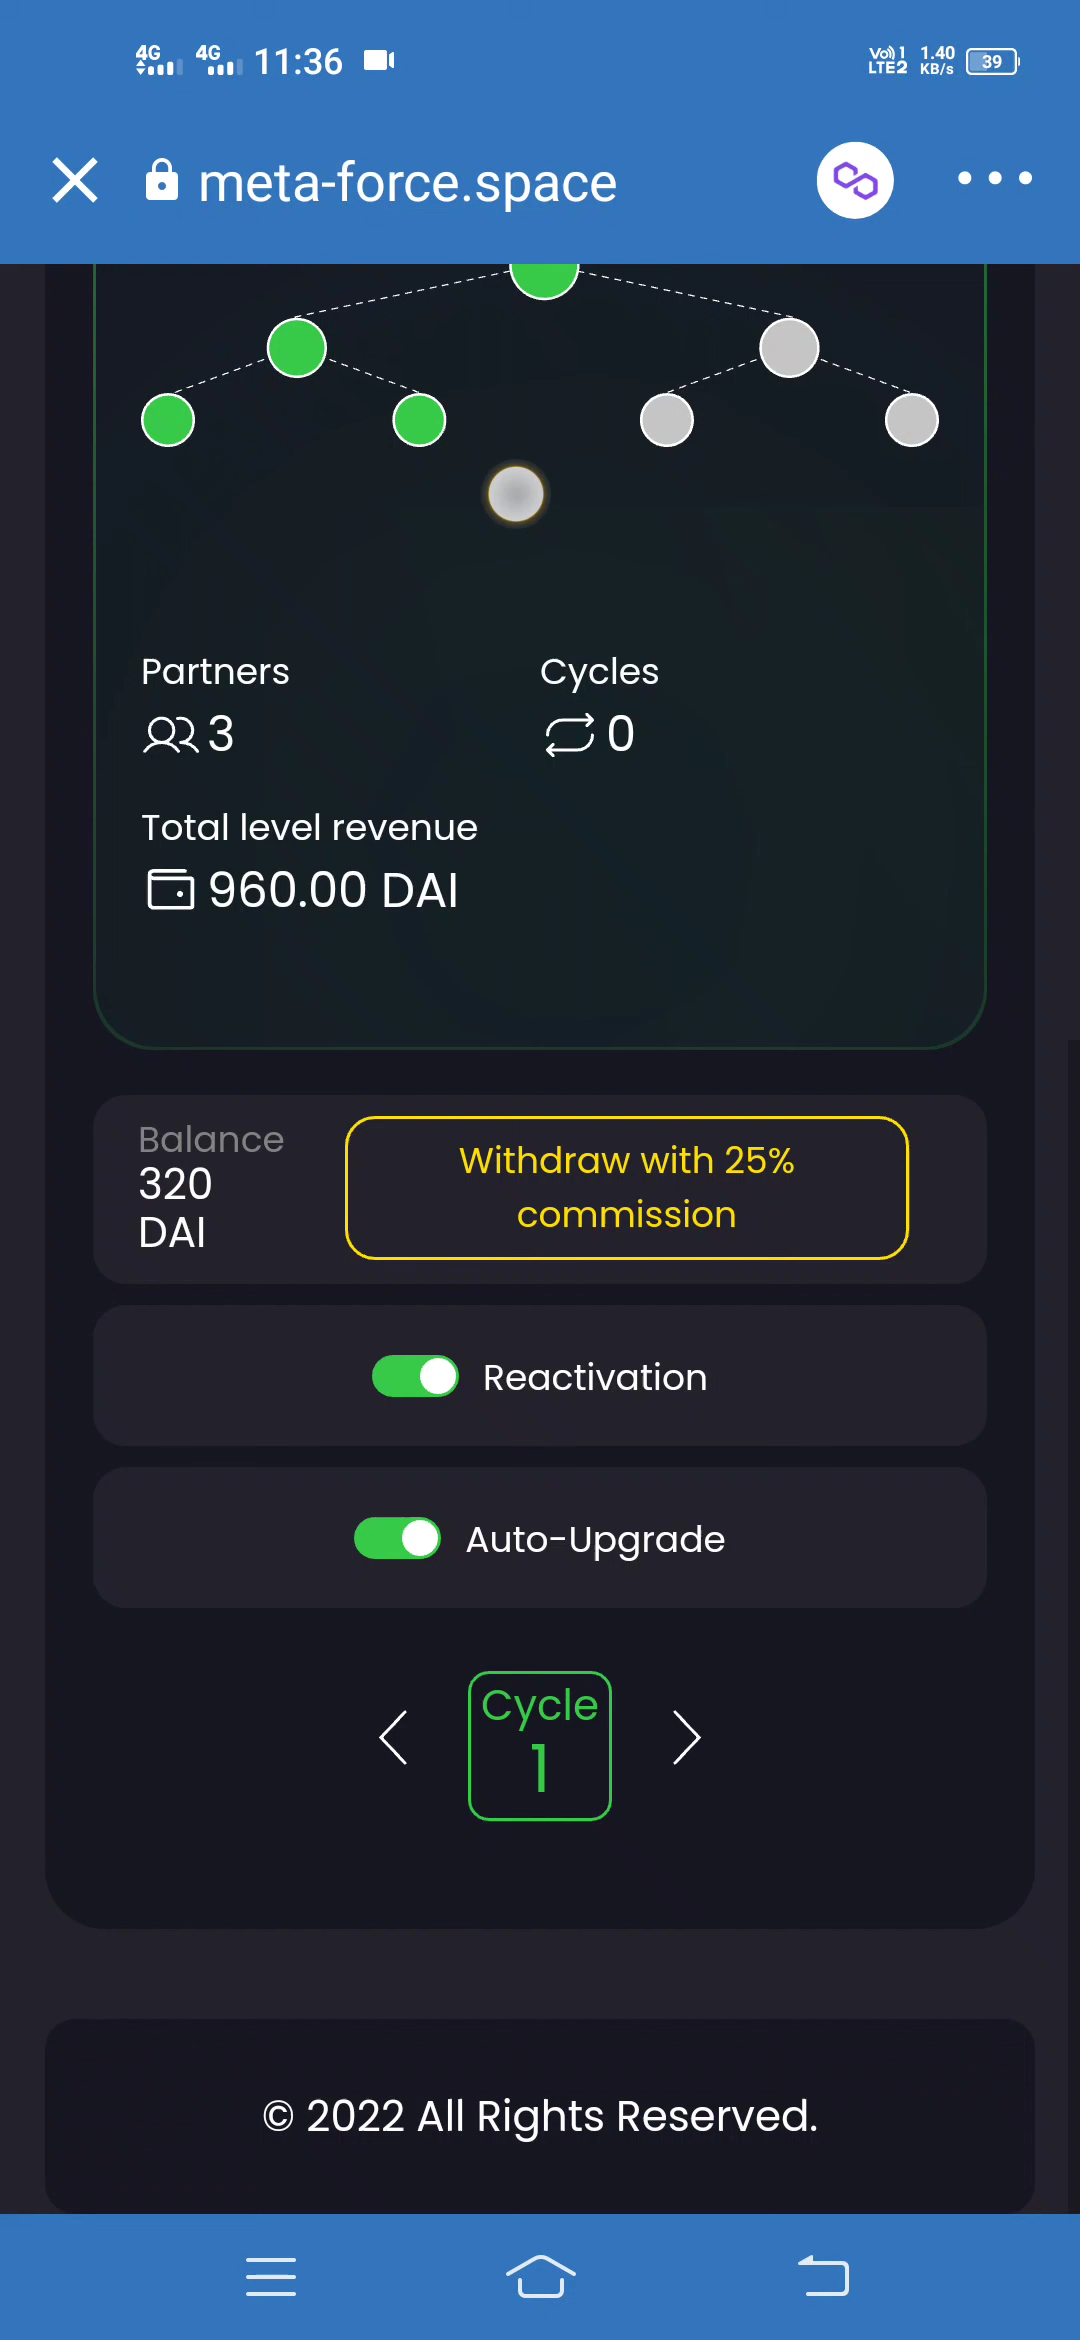 4G 4G 11:36 Vo)) 1 LTE2 1.40 KB/s 39
meta-force.space
Partners Cycles
3 0
Total level revenue
960.00 DAI
Balance
320
DAI
Withdraw with 25%
commission
Reactivation
Auto-Upgrade
Cycle
1
© 2022 All Rights Reserved.